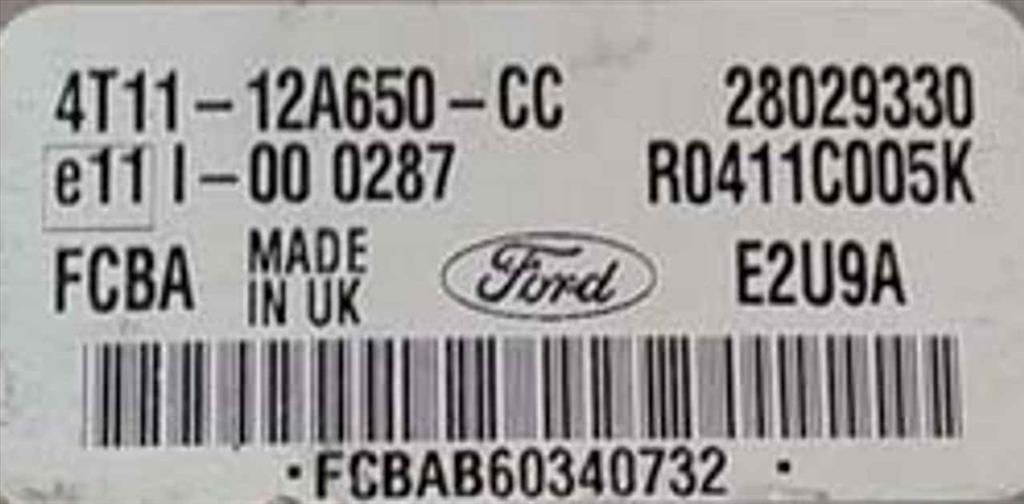 4T11-12A650-CC 28029330
e11 I-00 0287 R0411C005K
FCBA MADE IN UK Ford E2U9A
•FCBAB60340732 •